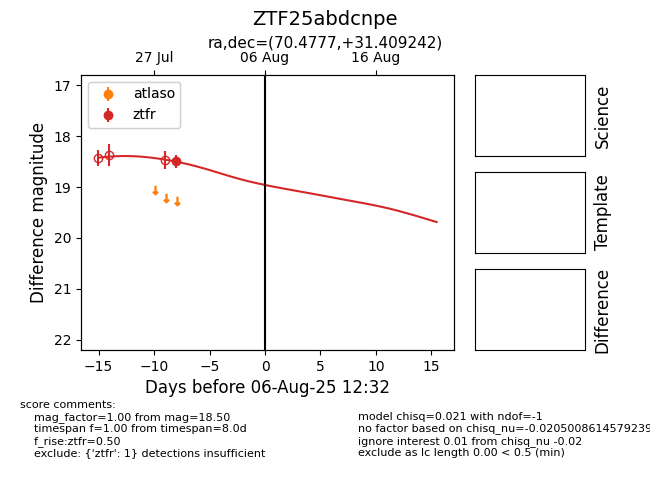 ZTF25abdcnpe
ra,dec=(70.4777,+31.409242)
27 Jul 06 Aug 16 Aug
atlaso
ztfr
17
18
19
20
21
22
Difference magnitude
−15 −10 −5 0 5 10 15
Days before 06-Aug-25 12:32
Science
Template
Difference
score comments:
mag_factor=1.00 from mag=18.50
timespan f=1.00 from timespan=8.0d
f_rise:ztfr=0.50
exclude: {'ztfr': 1} detections insufficient
model chisq=0.021 with ndof=-1
no factor based on chisq_nu=-0.0205008614579239
ignore interest 0.01 from chisq_nu -0.02
exclude as lc length 0.00 < 0.5 (min)